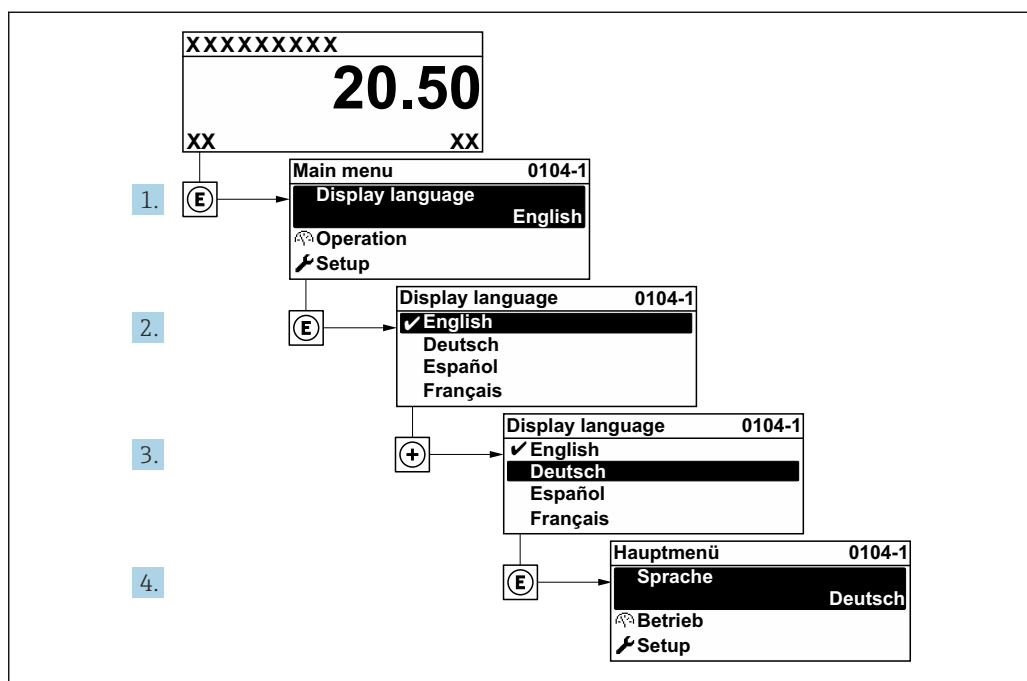 XXXXXXXXX
20.50
XX XX
1.
E
Main menu 0104-1
Display language
English
Operation
Setup
2.
E
Display language 0104-1
✔ English
Deutsch
Español
Français
3.
+
Display language 0104-1
✔ English
Deutsch
Español
Français
4.
E
Hauptmenü 0104-1
Sprache
Deutsch
Betrieb
Setup